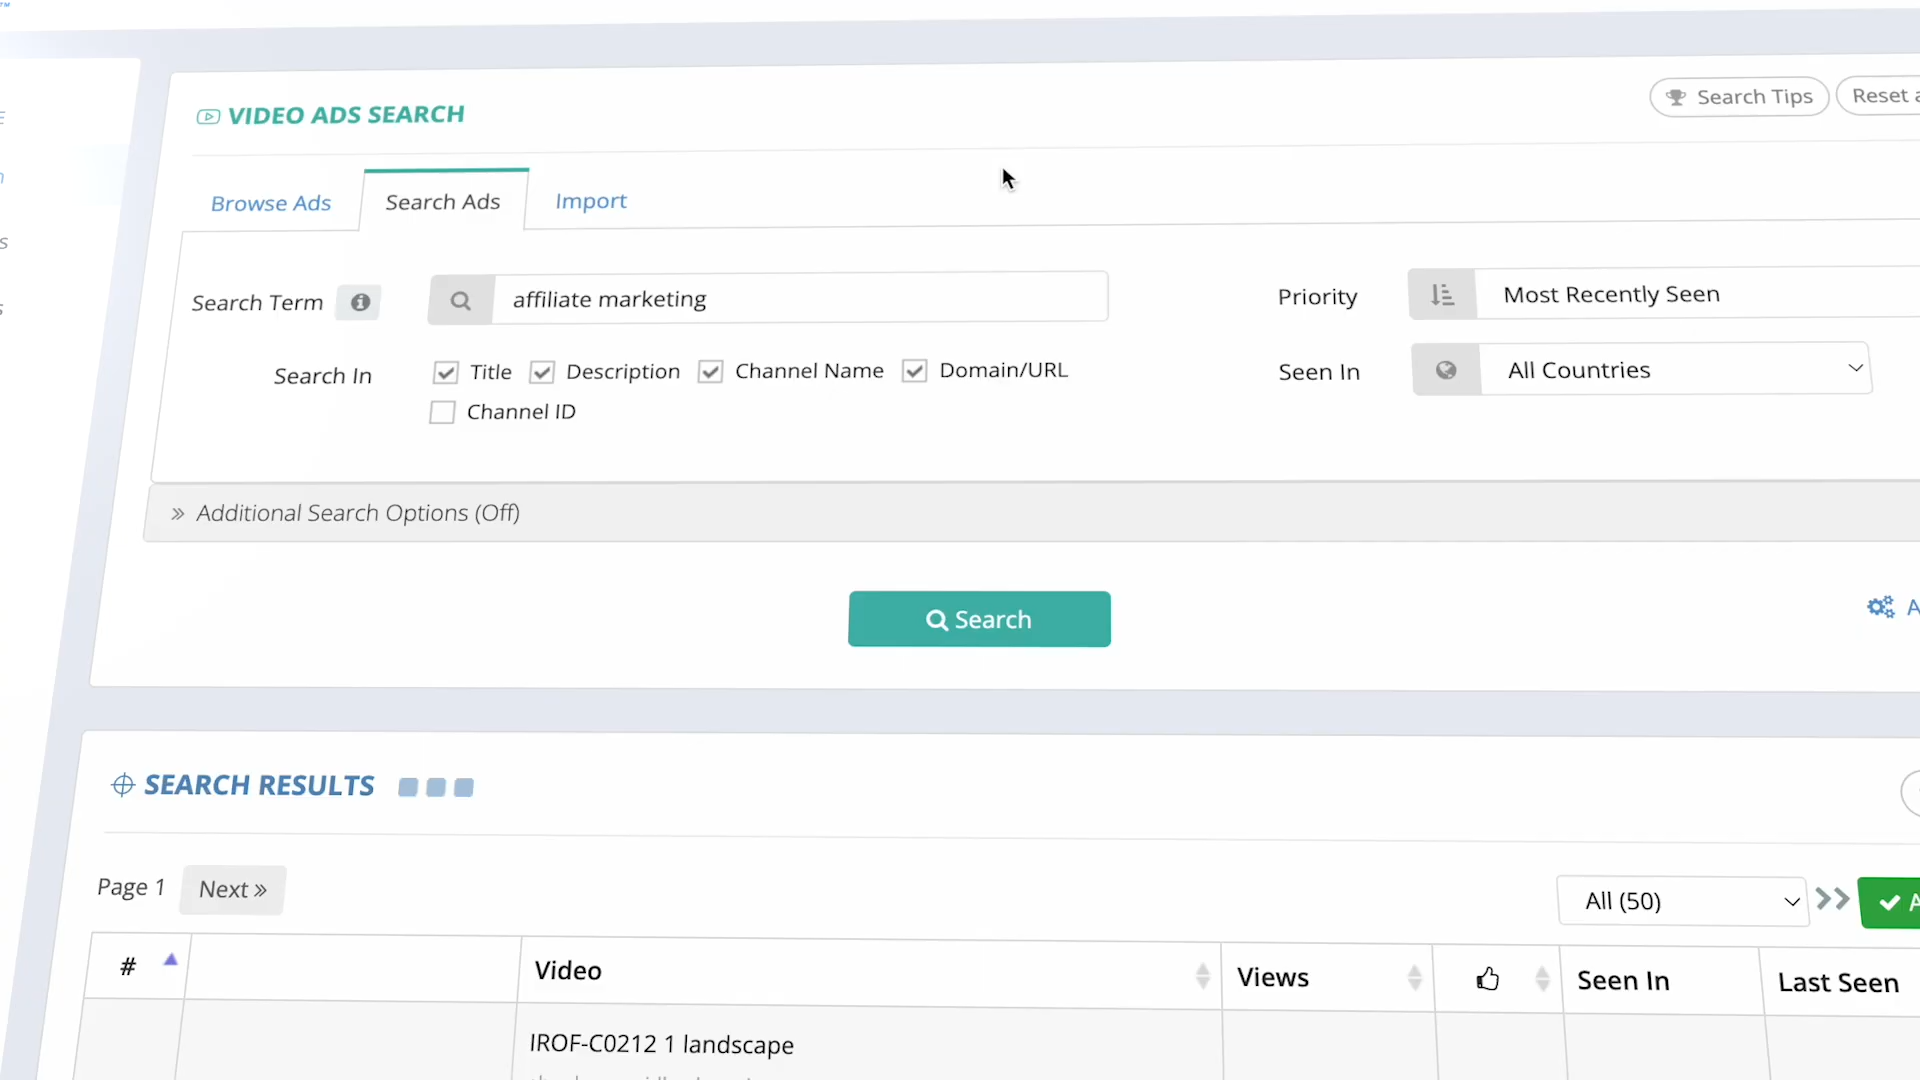 VIDEO ADS SEARCH
Search Tips
Reset
Browse Ads
Search Ads
Import
Search Term
affiliate marketing
Priority
Most Recently Seen
Search In
Title
Description
Channel Name
Domain/URL
Channel ID
Seen In
All Countries
» Additional Search Options (Off)
Search
SEARCH RESULTS
Page 1
Next »
All (50)
#
Video
Views
Seen In
Last Seen
IROF-C0212 1 landscape